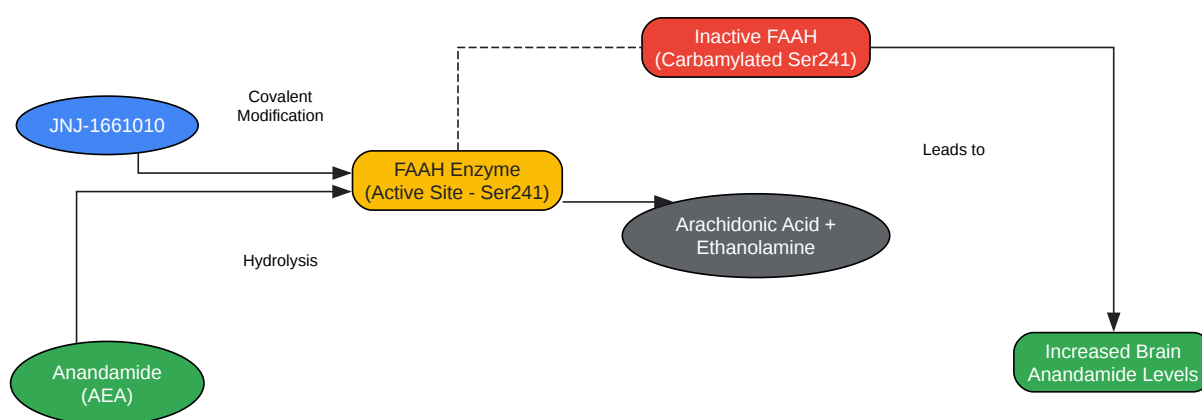 Inactive FAAH
(Carbamylated Ser241)
Covalent
Modification
JNJ-1661010
Leads to
FAAH Enzyme
(Active Site - Ser241)
Arachidonic Acid +
Ethanolamine
Hydrolysis
Increased Brain
Anandamide Levels
Anandamide
(AEA)